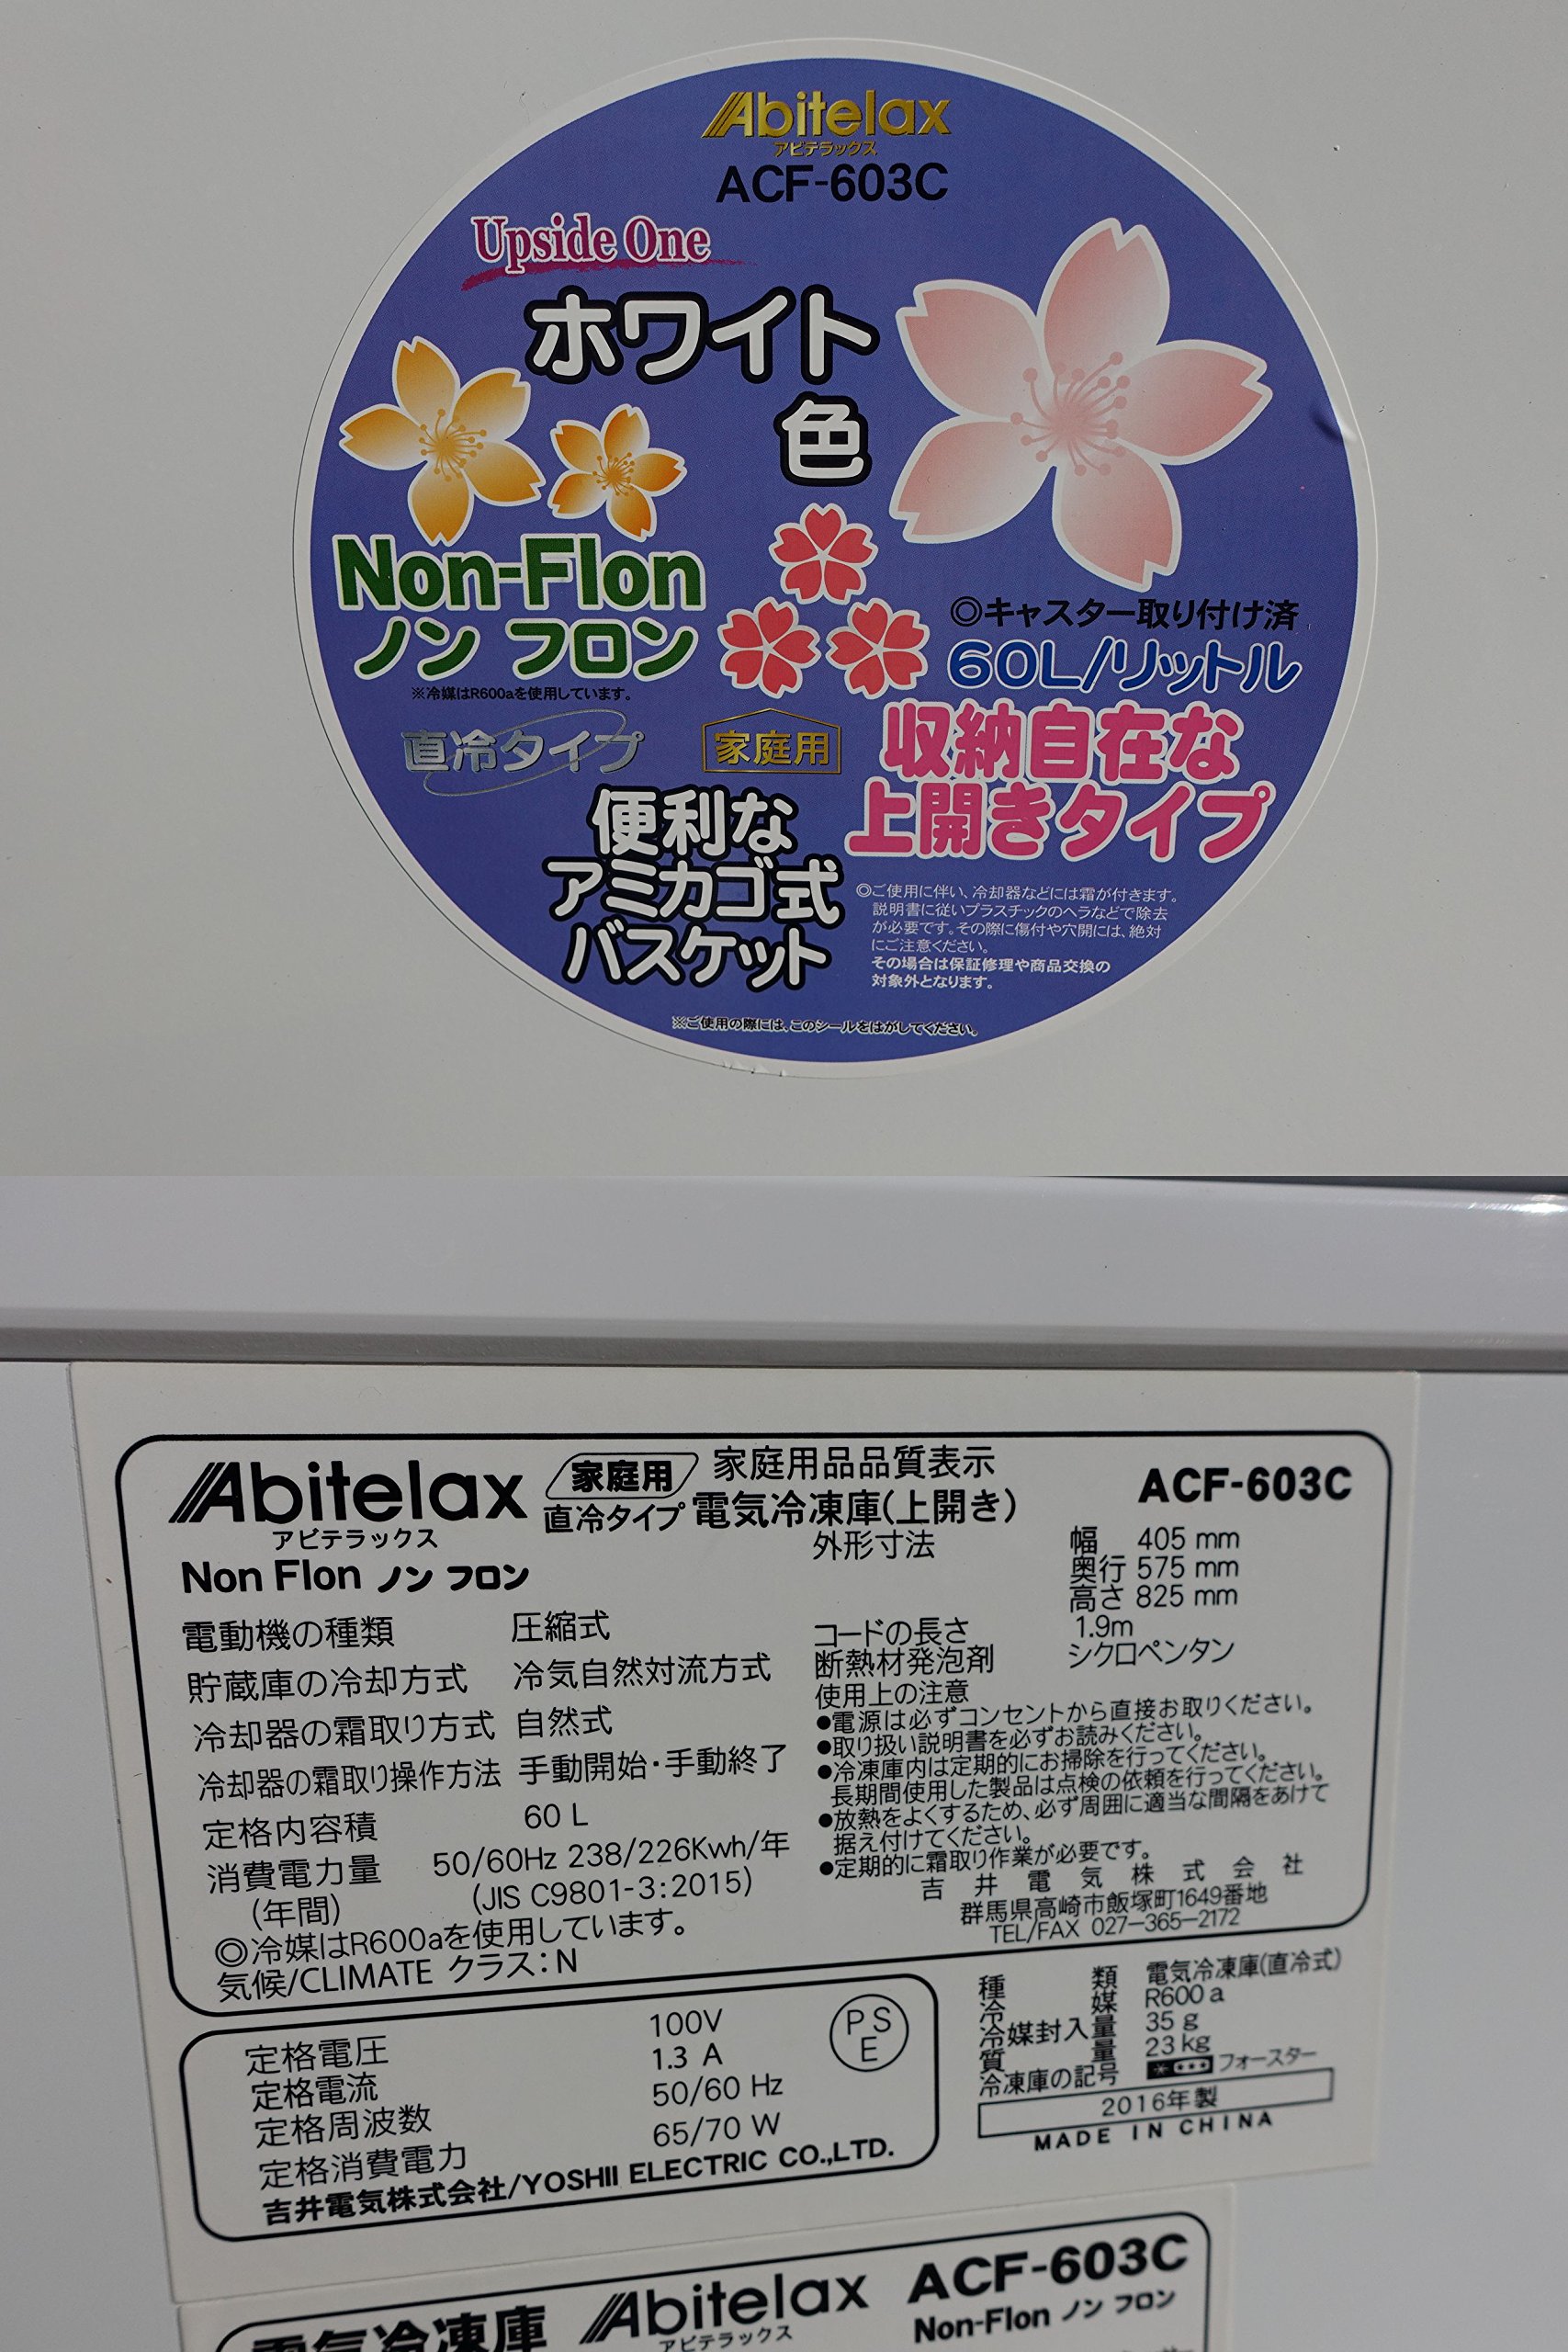 Abitelax
アビテラックス
ACF-603C
Upside One
ホワイト
色
Non-Flon
ノン フロン
※冷媒はR600aを使用しています。
◎キャスター取り付け済
60L/リットル
直冷タイプ
家庭用
収納自在な
上開きタイプ
便利な
アミカゴ式
バスケット
◎ご使用に伴い、冷却器などには霜が付きます。
説明書に従いプラスチックのヘラなどで除去
が必要です。その際に傷付や穴開には、絶対
にご注意ください。
その場合は保証修理や商品交換の
対象外となります。
※ご使用の際には、このシールをはがしてください。
Abitelax
アビテラックス
家庭用 家庭用品品質表示
直冷タイプ 電気冷凍庫(上開き)
ACF-603C
Non Flon ノン フロン
電動機の種類 圧縮式
貯蔵庫の冷却方式 冷気自然対流方式
冷却器の霜取り方式 自然式
冷却器の霜取り操作方法 手動開始・手動終了
定格内容積 60 L
消費電力量 50/60Hz 238/226Kwh/年
(年間) (JIS C9801-3:2015)
◎冷媒はR600aを使用しています。
気候/CLIMATE クラス:N
外形寸法 幅 405 mm
奥行 575 mm
高さ 825 mm
コードの長さ 1.9m
断熱材発泡剤 シクロペンタン
使用上の注意
●電源は必ずコンセントから直接お取りください。
●取り扱い説明書を必ずお読みください。
●冷凍庫内は定期的にお掃除を行ってください。
長期間使用した製品は点検の依頼を行ってください。
●放熱をよくするため、必ず周囲に適当な間隔をあけて
据え付けてください。
●定期的に霜取り作業が必要です。
吉井電気株式会社
群馬県高崎市飯塚町1649番地
TEL/FAX 027-365-2172
定格電圧 100V
定格電流 1.3 A
定格周波数 50/60 Hz
定格消費電力 65/70 W
PS
E
吉井電気株式会社/YOSHII ELECTRIC CO.,LTD.
種類 電気冷凍庫(直冷式)
冷媒 R600a
冷媒封入量 35 g
質量 23 kg
冷凍庫の記号 フォースター
2016年製
MADE IN CHINA
電気冷凍庫 Abitelax ACF-603C
アビテラックス Non-Flon ノン フロン